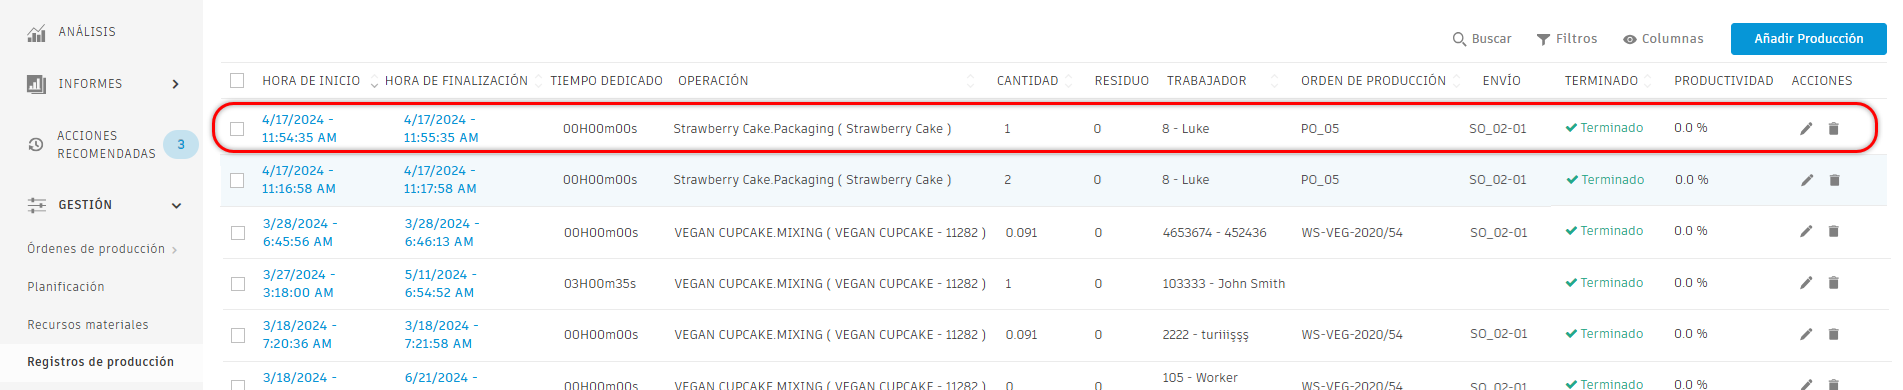 ANÁLISIS
INFORMES
ACCIONES
RECOMENDADAS
3
GESTIÓN
Órdenes de producción
Planificación
Recursos materiales
Registros de producción
Buscar Filtros Columnas Añadir Producción
HORA DE INICIO HORA DE FINALIZACIÓN TIEMPO DEDICADO OPERACIÓN CANTIDAD RESIDUO TRABAJADOR ORDEN DE PRODUCCIÓN ENVÍO TERMINADO PRODUCTIVIDAD ACCIONES
4/17/2024 - 4/17/2024 -
11:54:35 AM 11:55:35 AM 00H00m00s Strawberry Cake.Packaging ( Strawberry Cake ) 1 0 8 - Luke PO_05 SO_02-01 Terminado 0.0 %
4/17/2024 - 4/17/2024 -
11:16:58 AM 11:17:58 AM 00H00m00s Strawberry Cake.Packaging ( Strawberry Cake ) 2 0 8 - Luke PO_05 SO_02-01 Terminado 0.0 %
3/28/2024 - 3/28/2024 -
6:45:56 AM 6:46:13 AM 00H00m00s VEGAN CUPCAKE.MIXING ( VEGAN CUPCAKE - 11282 ) 0.091 0 4653674 - 452436 WS-VEG-2020/54 SO_02-01 Terminado 0.0 %
3/27/2024 - 5/11/2024 -
3:18:00 AM 6:54:52 AM 03H00m35s VEGAN CUPCAKE.MIXING ( VEGAN CUPCAKE - 11282 ) 1 0 103333 - John Smith Terminado
3/18/2024 - 3/18/2024 -
7:20:36 AM 7:21:58 AM 00H00m00s VEGAN CUPCAKE.MIXING ( VEGAN CUPCAKE - 11282 ) 0.091 0 2222 - turiiişşş WS-VEG-2020/54 SO_02-01 Terminado 0.0 %
3/18/2024 - 6/21/2024 - 105 - Worker
00H00m00s VEGAN CUPCAKE.MIXING ( VEGAN CUPCAKE - 11282 ) 0 0 WS-VEG-2020/54 SO_02-01 Terminado 0.0 %